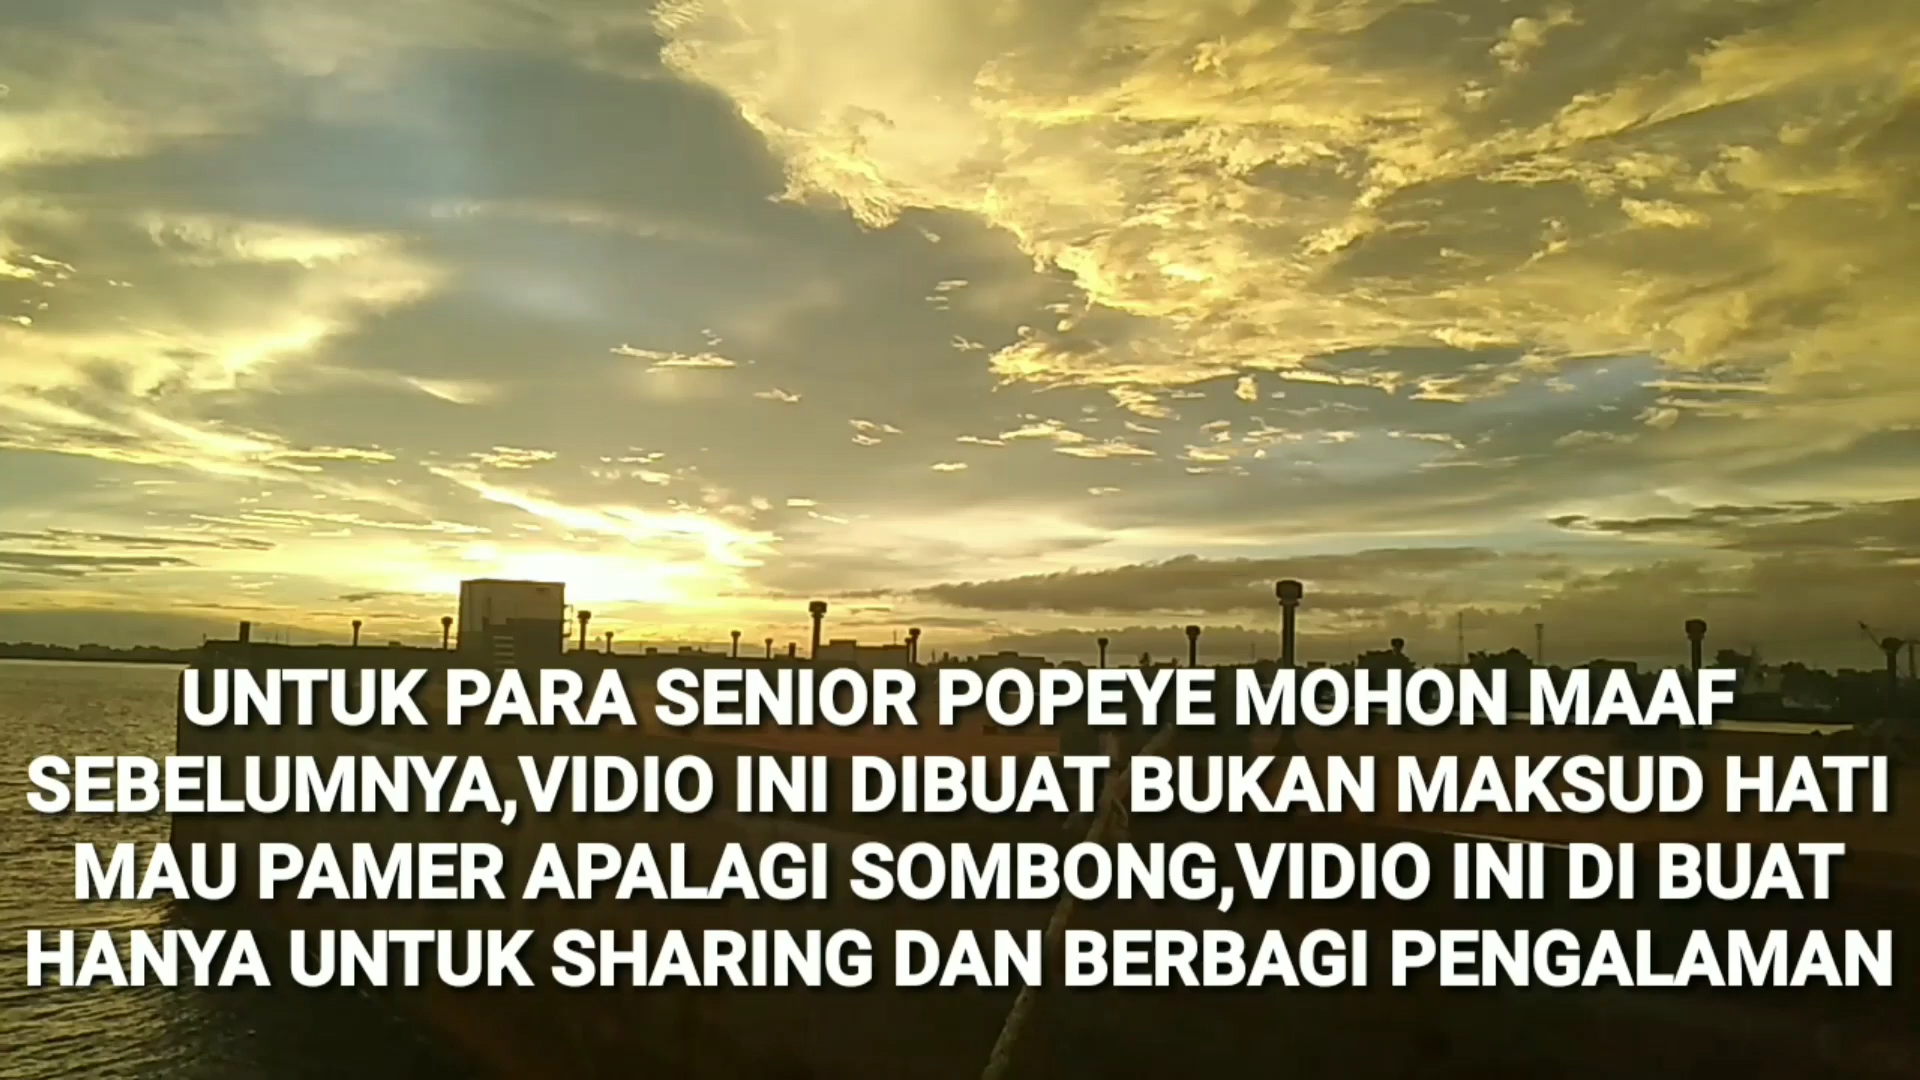 UNTUK PARA SENIOR POPEYE MOHON MAAF
SEBELUMNYA,VIDIO INI DIBUAT BUKAN MAKSUD HATI
MAU PAMER APALAGI SOMBONG,VIDIO INI DI BUAT
HANYA UNTUK SHARING DAN BERBAGI PENGALAMAN